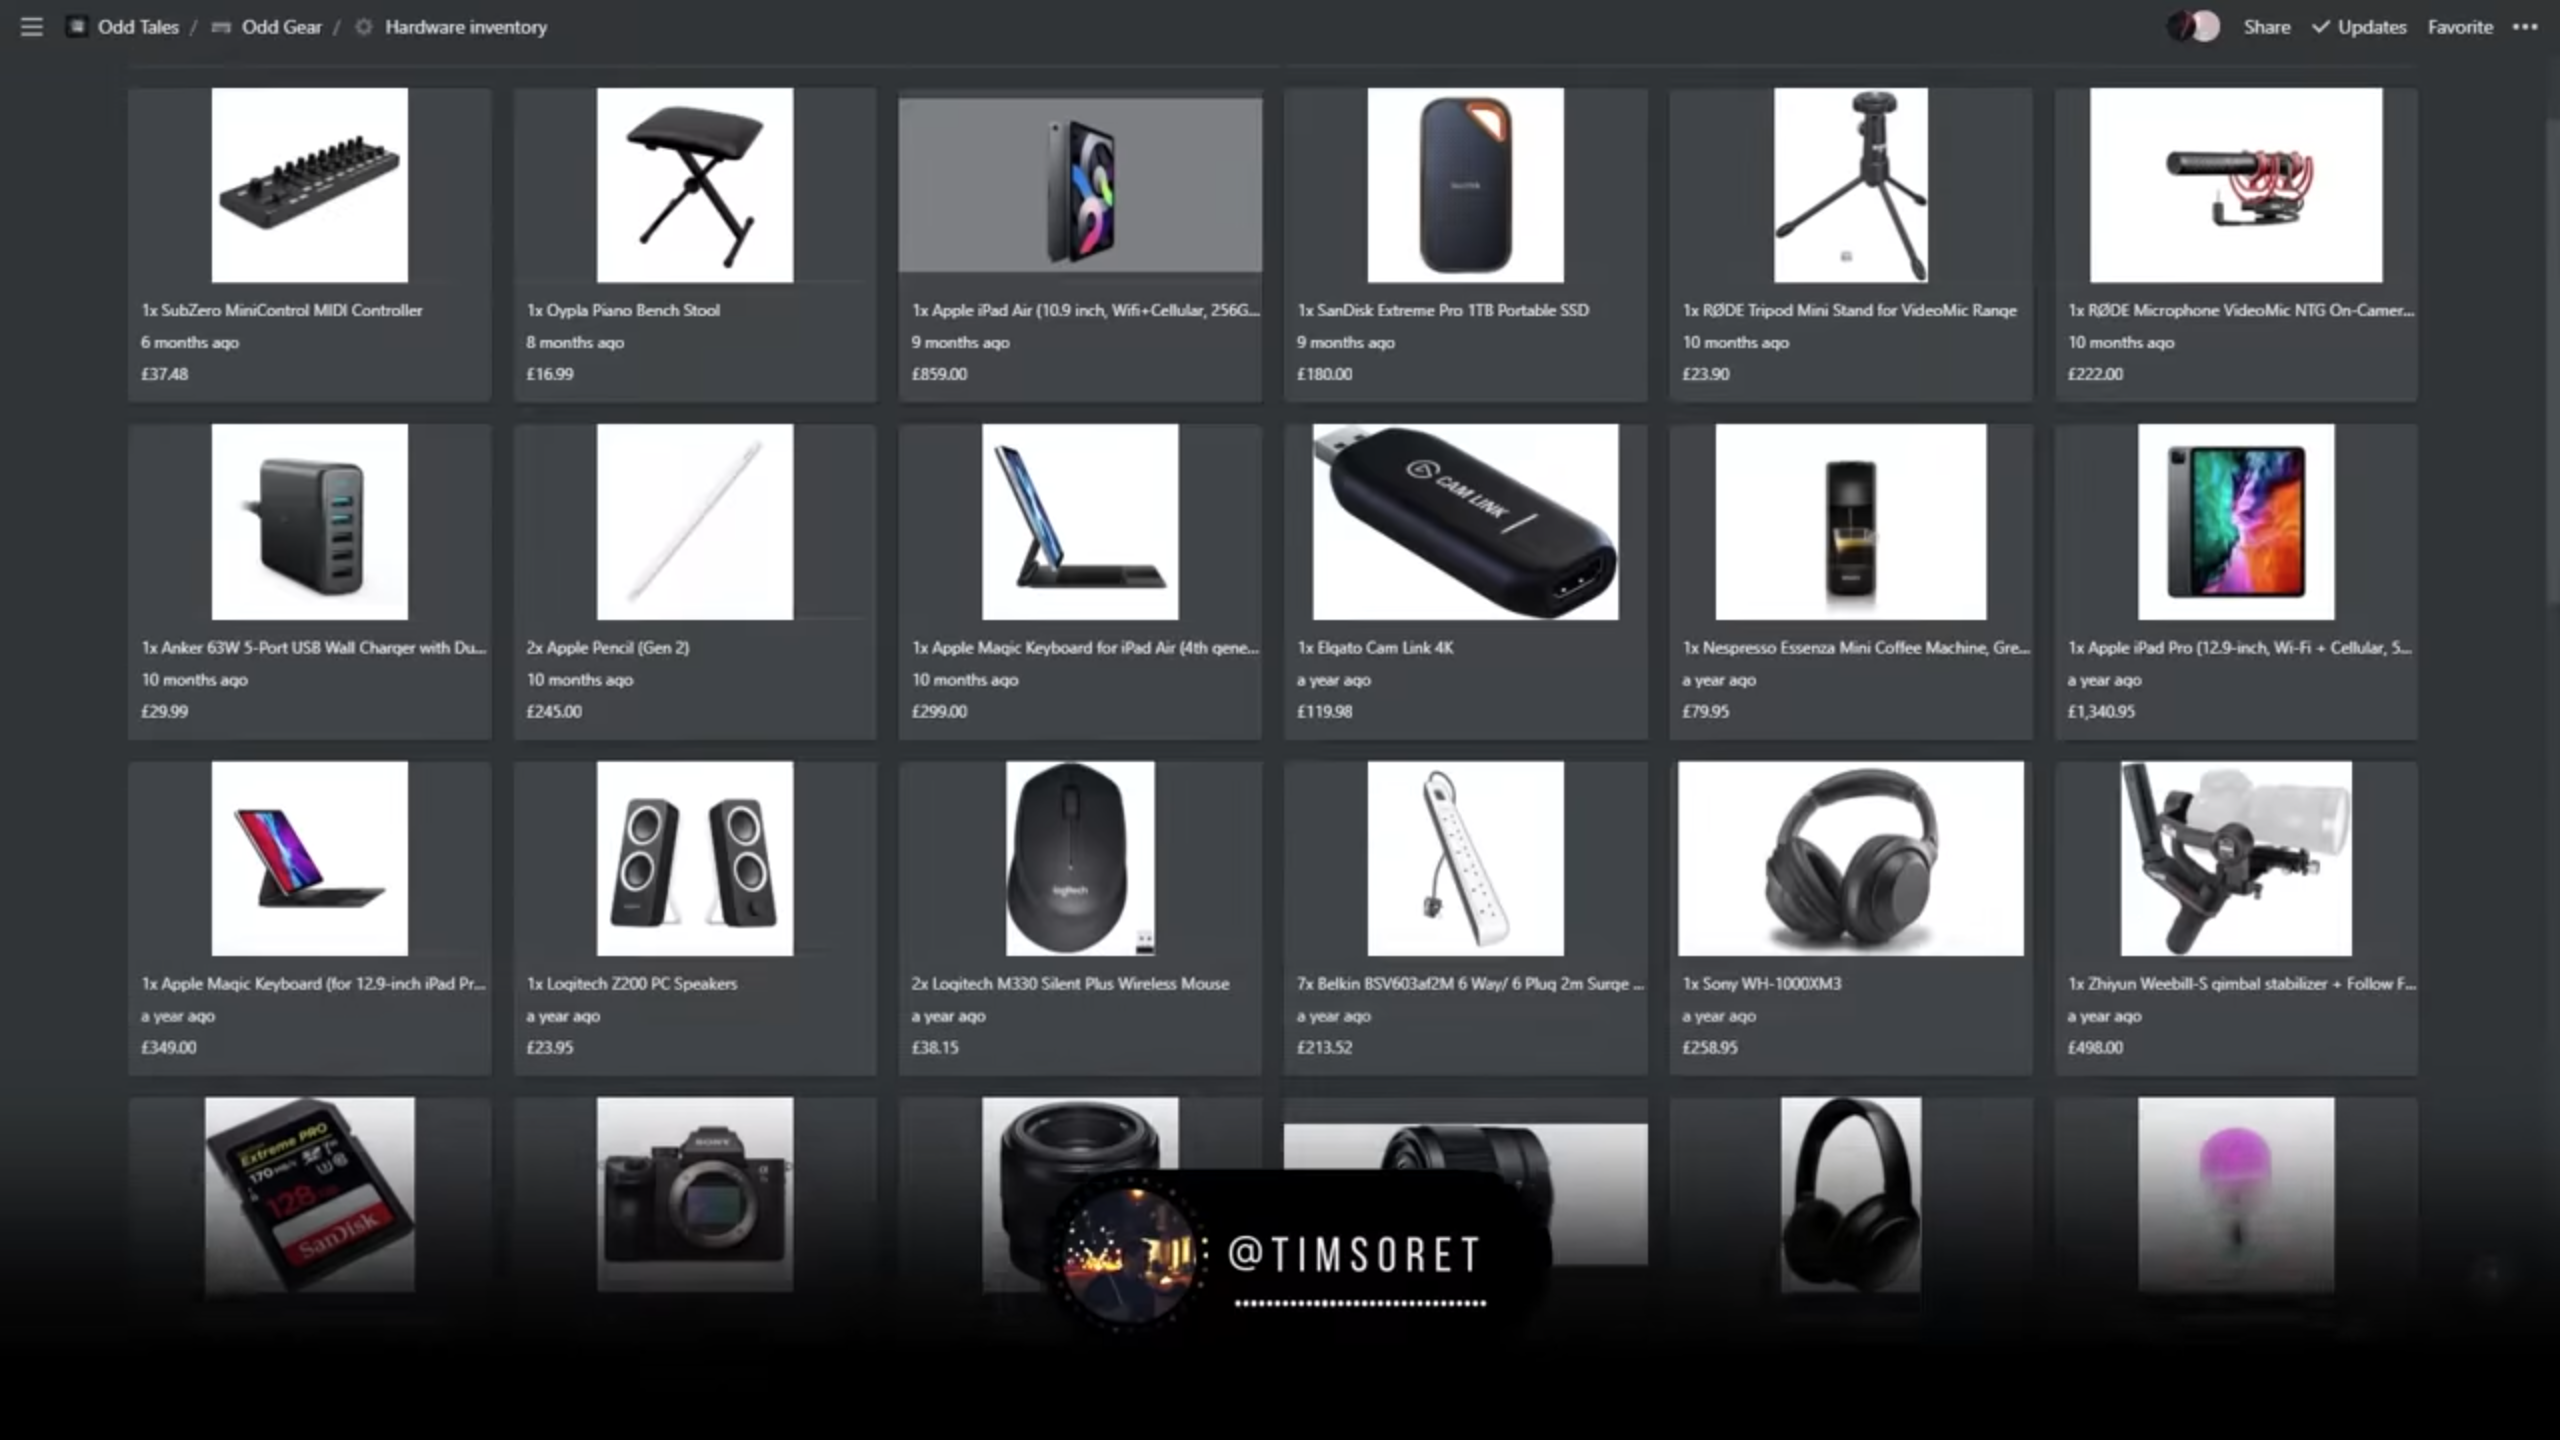 Odd Tales / Odd Gear / Hardware inventory
Share Updates Favorite
1x SubZero MiniControl MIDI Controller
6 months ago
£37.48
1x Oypla Piano Bench Stool
8 months ago
£16.99
1x Apple iPad Air (10.9 inch, Wifi+Cellular, 256G...
9 months ago
£859.00
SanDisk
1x SanDisk Extreme Pro 1TB Portable SSD
9 months ago
£180.00
1x RØDE Tripod Mini Stand for VideoMic Range
10 months ago
£23.90
1x RØDE Microphone VideoMic NTG On-Camer...
10 months ago
£222.00
1x Anker 63W 5-Port USB Wall Charger with Du...
10 months ago
£29.99
2x Apple Pencil (Gen 2)
10 months ago
£245.00
1x Apple Magic Keyboard for iPad Air (4th gene...
10 months ago
£299.00
CAM LINK
1x Elgato Cam Link 4K
a year ago
£119.98
1x Nespresso Essenza Mini Coffee Machine, Gre...
a year ago
£79.95
1x Apple iPad Pro (12.9-inch, Wi-Fi + Cellular, 5...
a year ago
£1,340.95
1x Apple Magic Keyboard (for 12.9-inch iPad Pr...
a year ago
£349.00
1x Logitech Z200 PC Speakers
a year ago
£23.95
logitech
2x Logitech M330 Silent Plus Wireless Mouse
a year ago
£38.15
7x Belkin BSV603af2M 6 Way/ 6 Plug 2m Surge ...
a year ago
£213.52
1x Sony WH-1000XM3
a year ago
£258.95
1x Zhiyun Weebill-S gimbal stabilizer + Follow F...
a year ago
£498.00
Extreme PRO
170 MB/s
128
SanDisk
SONY
@TIMSORET